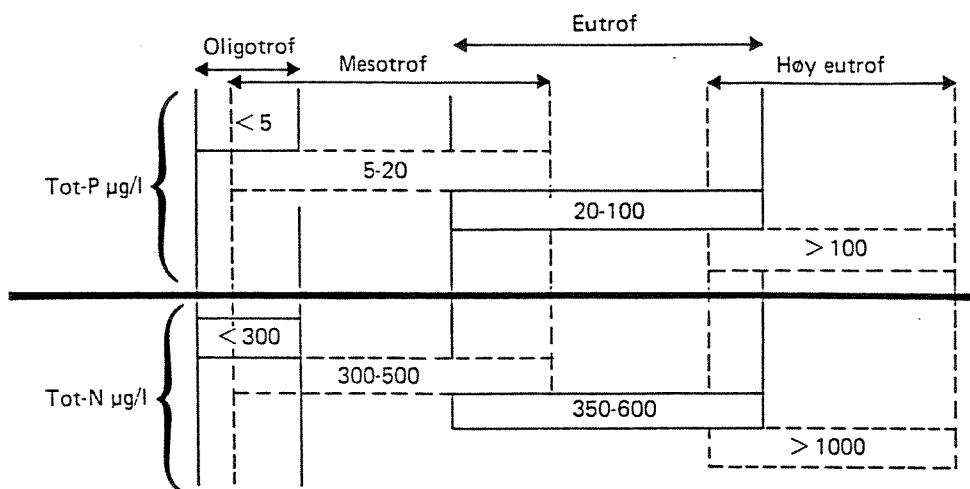 Eutrof
Oligotrof
Mesotrof
Høy eutrof
Tot-P µg/l
< 5
5-20
20-100
> 100
Tot-N µg/l
< 300
300-500
350-600
> 1000